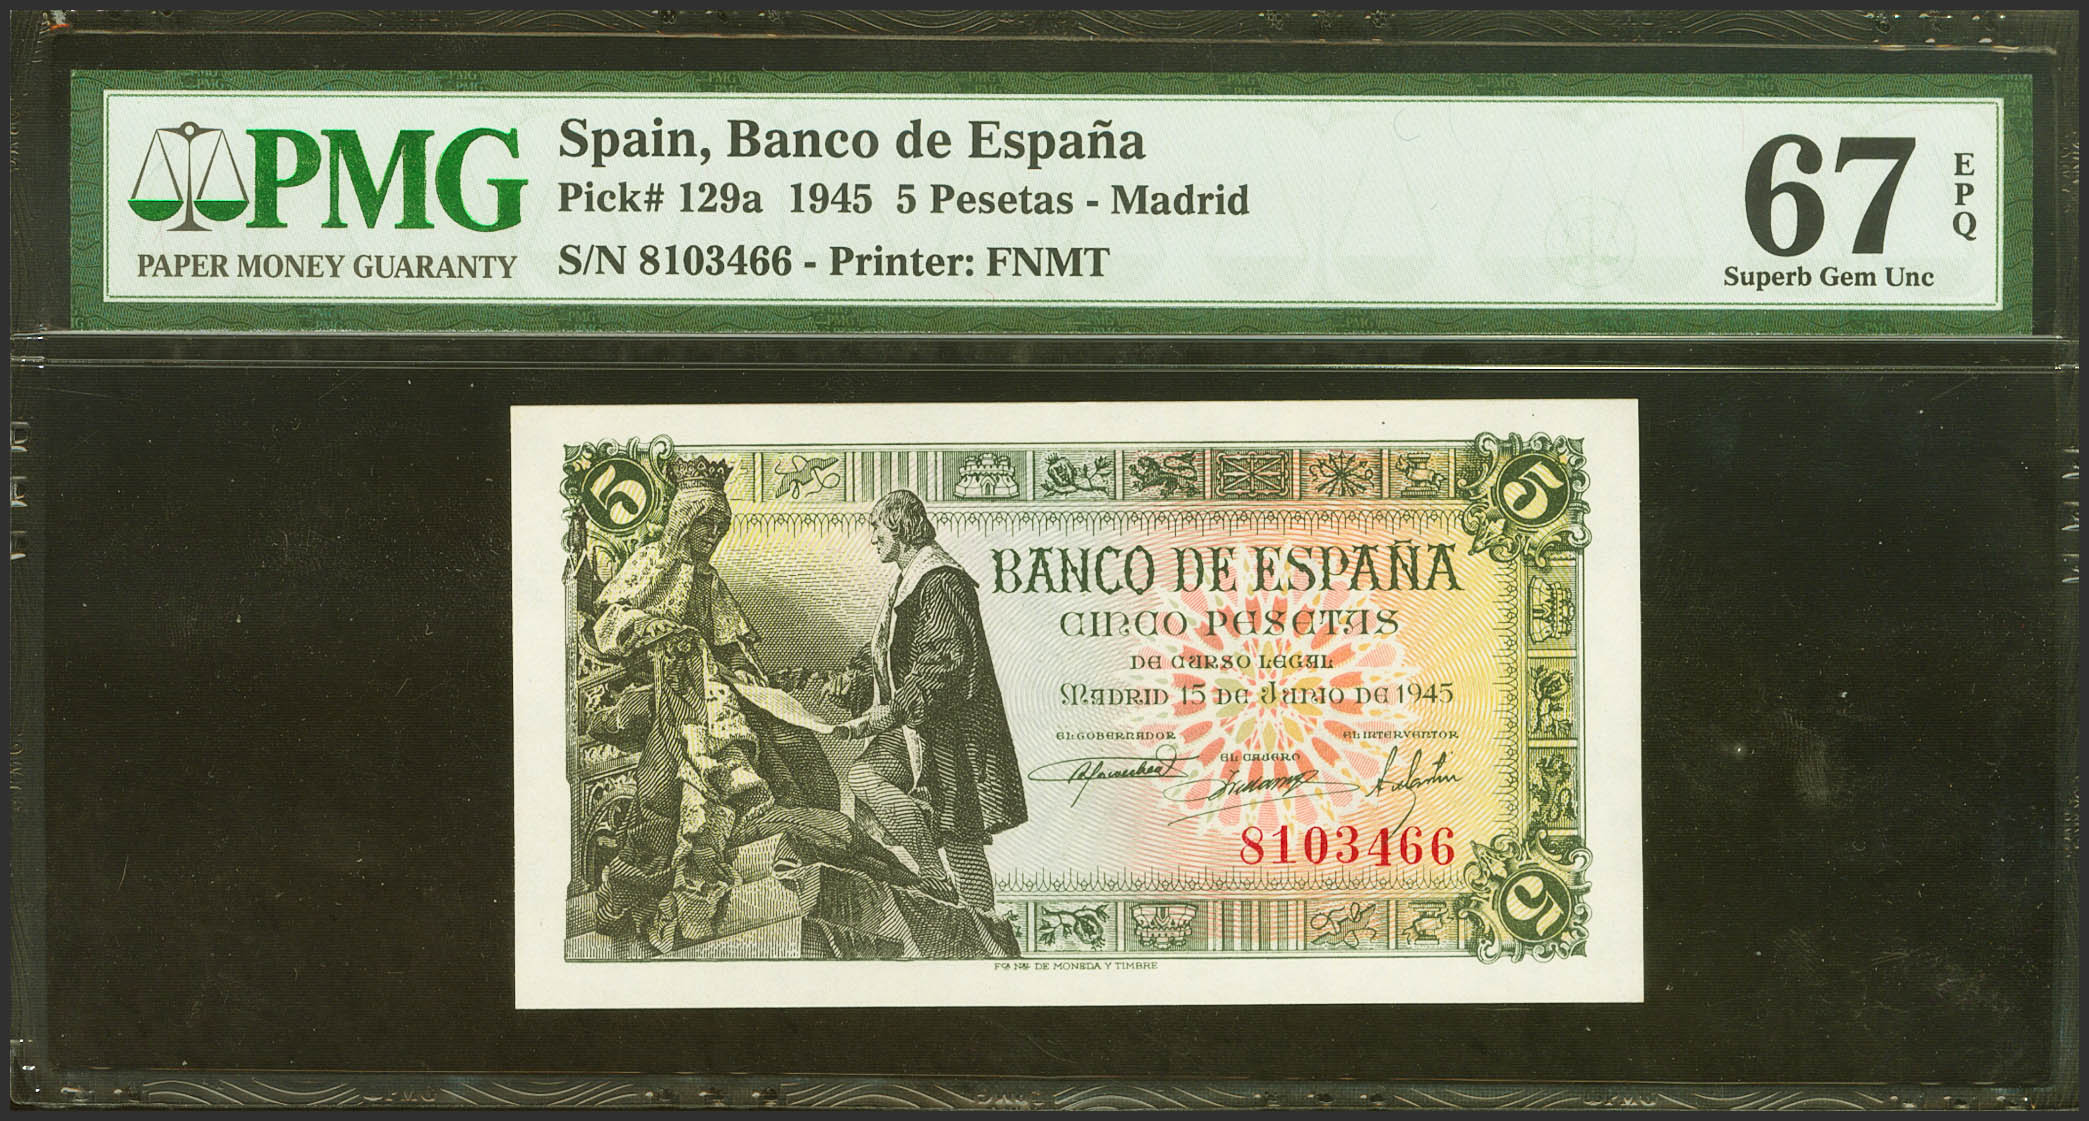 PMG
PAPER MONEY GUARANTY
Spain, Banco de España
Pick# 129a 1945 5 Pesetas - Madrid
S/N 8103466 - Printer: FNMT
67
EPQ
Superb Gem Unc
5
5
BANCO DE ESPAÑA
CINCO PESETAS
DE CURSO LEGAL
MADRID 15 DE JUNIO DE 1945
EL GOBERNADOR
EL INTERVENTOR
EL CAJERO
8103466
5
FCA NAL DE MONEDA Y TIMBRE